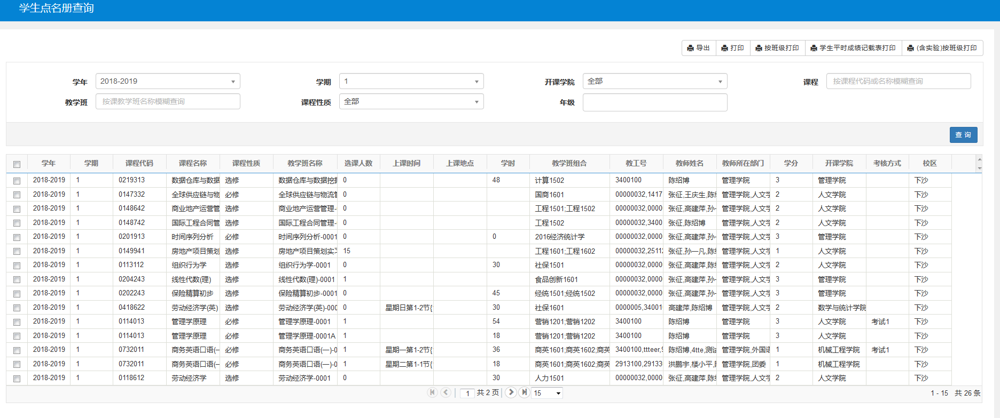 学生点名册查询
导出 打印 按班级打印 学生平时成绩记载表打印 (含实验)按班级打印
学年 2018-2019 学期 1 开课学院 全部 课程 按课程代码或名称模糊查询
教学班 按课教学班名称模糊查询 课程性质 全部 年级
查 询
学年 学期 课程代码 课程名称 课程性质 教学班名称 选课人数 上课时间 上课地点 学时 教学班组合 教工号 教师姓名 教师所在部门 学分 开课学院 考核方式 校区
2018-2019 1 0219313 数据仓库与数据 选修 数据仓库与数据挖掘 0 48 计算1502 3400100 陈绍博 管理学院 3 管理学院 下沙
2018-2019 1 0147332 全球供应链与物 必修 全球供应链与物流管 0 国商1601 00000032,1417 张征,王庆生,陈绍 管理学院,人文学 2 人文学院 下沙
2018-2019 1 0148642 商业地产运营管 选修 商业地产运营管理- 0 工程1501;工程1502 00000032,0000 张征,高建萍,孙一 管理学院,人文学 2 人文学院 下沙
2018-2019 1 0148742 国际工程合同管 选修 国际工程合同管理- 0 工程1502 00000032,3400 张征,陈绍博 管理学院,人文学 2 人文学院 下沙
2018-2019 1 0201913 时间序列分析 必修 时间序列分析-0001 0 0 2016经济统计学 00000032,0000 张征,高建萍,孙一 管理学院,人文学 3 管理学院 下沙
2018-2019 1 0149941 房地产项目策划 选修 房地产项目策划实习 15 工程1601;工程1602 00000032,25112 张征,孙一凡,陈绍 管理学院,人文学 1 人文学院 下沙
2018-2019 1 0113112 组织行为学 选修 组织行为学-0001 0 30 社保1501 00000032,0000 张征,高建萍,陈绍 管理学院,人文学 2 人文学院 下沙
2018-2019 1 0204243 线性代数(理) 选修 线性代数(理)-0001 1 食品创新1601 00000032,0000 张征,高建萍,孙一 管理学院,人文学 3 管理学院 下沙
2018-2019 1 0202243 保险精算初步 选修 保险精算初步-0001 0 45 经统1501;经统1502 00000032,0000 张征,高建萍,孙一 管理学院,人文学 3 管理学院 下沙
2018-2019 1 0418622 劳动经济学(英) 选修 劳动经济学(英)-000 0 星期日第1-2节{ 30 社保1601 0000005,34001 高建萍,陈绍博 管理学院,人文学 2 数学与统计学院 下沙
2018-2019 1 0114013 管理学原理 必修 管理学原理-0001 1 54 营销1201;营销1202 3400100 陈绍博 管理学院 3 人文学院 考试1 下沙
2018-2019 1 0114013 管理学原理 必修 管理学原理-0001A 1 18 营销1201;营销1202 3400100 陈绍博 管理学院 3 人文学院 下沙
2018-2019 1 0732011 商务英语口语(一 必修 商务英语口语(一)-0 1 星期一第1-2节{ 36 商英1601;商英1602;商英 3400100,ttteer,9 陈绍博,4tte,测试 管理学院,外国语 1 机械工程学院 考试1 下沙
2018-2019 1 0732011 商务英语口语(一 必修 商务英语口语(一)-0 1 星期二第1-1节{ 18 商英1601;商英1602;商英 2913100,29133 洪鹏宇,楼小平, 管理学院,团委 1 机械工程学院 下沙
2018-2019 1 0118612 劳动经济学 选修 劳动经济学-0001 0 30 人力1501 00000032,0000 张征,高建萍,陈绍 管理学院,人文学 2 人文学院 下沙
1 共 2 页 15 1 - 15 共 26 条